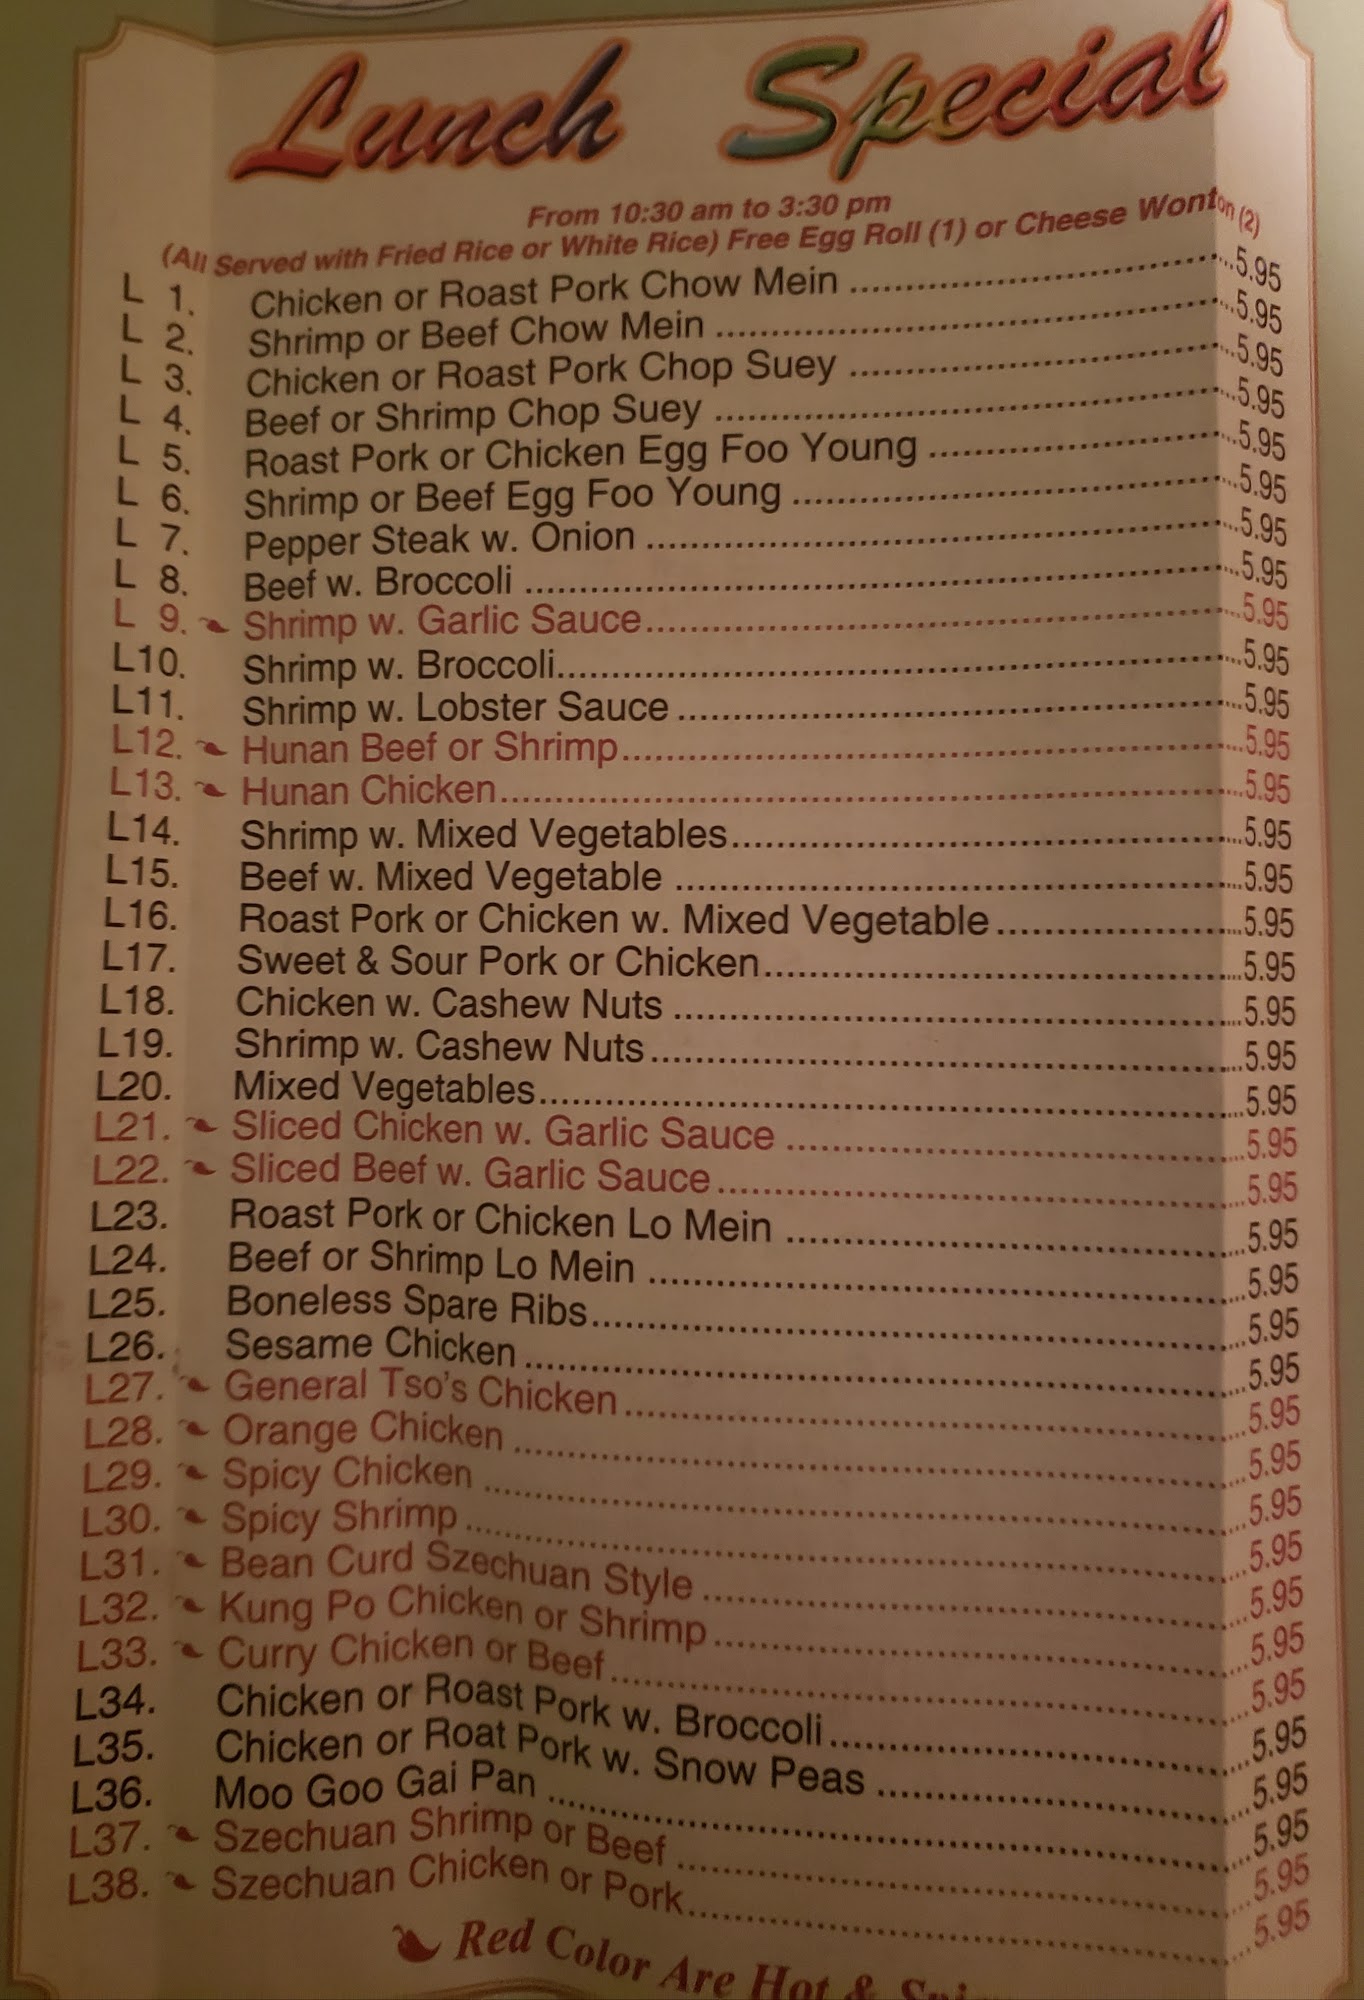 Lunch Special
From 10:30 am to 3:30 pm
(All Served with Fried Rice or White Rice) Free Egg Roll (1) or Cheese Wonton (2)
L 1. Chicken or Roast Pork Chow Mein ........ 5.95
L 2. Shrimp or Beef Chow Mein ........ 5.95
L 3. Chicken or Roast Pork Chop Suey ........ 5.95
L 4. Beef or Shrimp Chop Suey ........ 5.95
L 5. Roast Pork or Chicken Egg Foo Young ........ 5.95
L 6. Shrimp or Beef Egg Foo Young ........ 5.95
L 7. Pepper Steak w. Onion ........ 5.95
L 8. Beef w. Broccoli ........ 5.95
L 9. Shrimp w. Garlic Sauce ........ 5.95
L10. Shrimp w. Broccoli ........ 5.95
L11. Shrimp w. Lobster Sauce ........ 5.95
L12. Hunan Beef or Shrimp ........ 5.95
L13. Hunan Chicken ........ 5.95
L14. Shrimp w. Mixed Vegetables ........ 5.95
L15. Beef w. Mixed Vegetable ........ 5.95
L16. Roast Pork or Chicken w. Mixed Vegetable ........ 5.95
L17. Sweet & Sour Pork or Chicken ........ 5.95
L18. Chicken w. Cashew Nuts ........ 5.95
L19. Shrimp w. Cashew Nuts ........ 5.95
L20. Mixed Vegetables ........ 5.95
L21. Sliced Chicken w. Garlic Sauce ........ 5.95
L22. Sliced Beef w. Garlic Sauce ........ 5.95
L23. Roast Pork or Chicken Lo Mein ........ 5.95
L24. Beef or Shrimp Lo Mein ........ 5.95
L25. Boneless Spare Ribs ........ 5.95
L26. Sesame Chicken ........ 5.95
L27. General Tso's Chicken ........ 5.95
L28. Orange Chicken ........ 5.95
L29. Spicy Chicken ........ 5.95
L30. Spicy Shrimp ........ 5.95
L31. Bean Curd Szechuan Style ........ 5.95
L32. Kung Po Chicken or Shrimp ........ 5.95
L33. Curry Chicken or Beef ........ 5.95
L34. Chicken or Roast Pork w. Broccoli ........ 5.95
L35. Chicken or Roat Pork w. Snow Peas ........ 5.95
L36. Moo Goo Gai Pan ........ 5.95
L37. Szechuan Shrimp or Beef ........ 5.95
L38. Szechuan Chicken or Pork ........ 5.95
Red Color Are Hot &